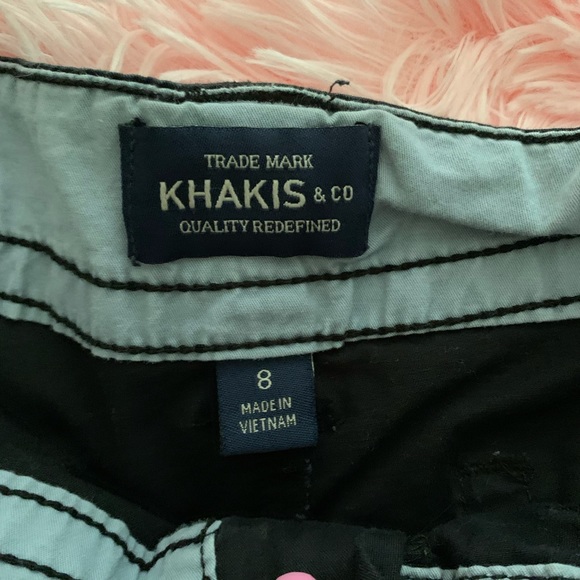 TRADE MARK
KHAKIS & CO
QUALITY REDEFINED
8
MADE IN
VIETNAM